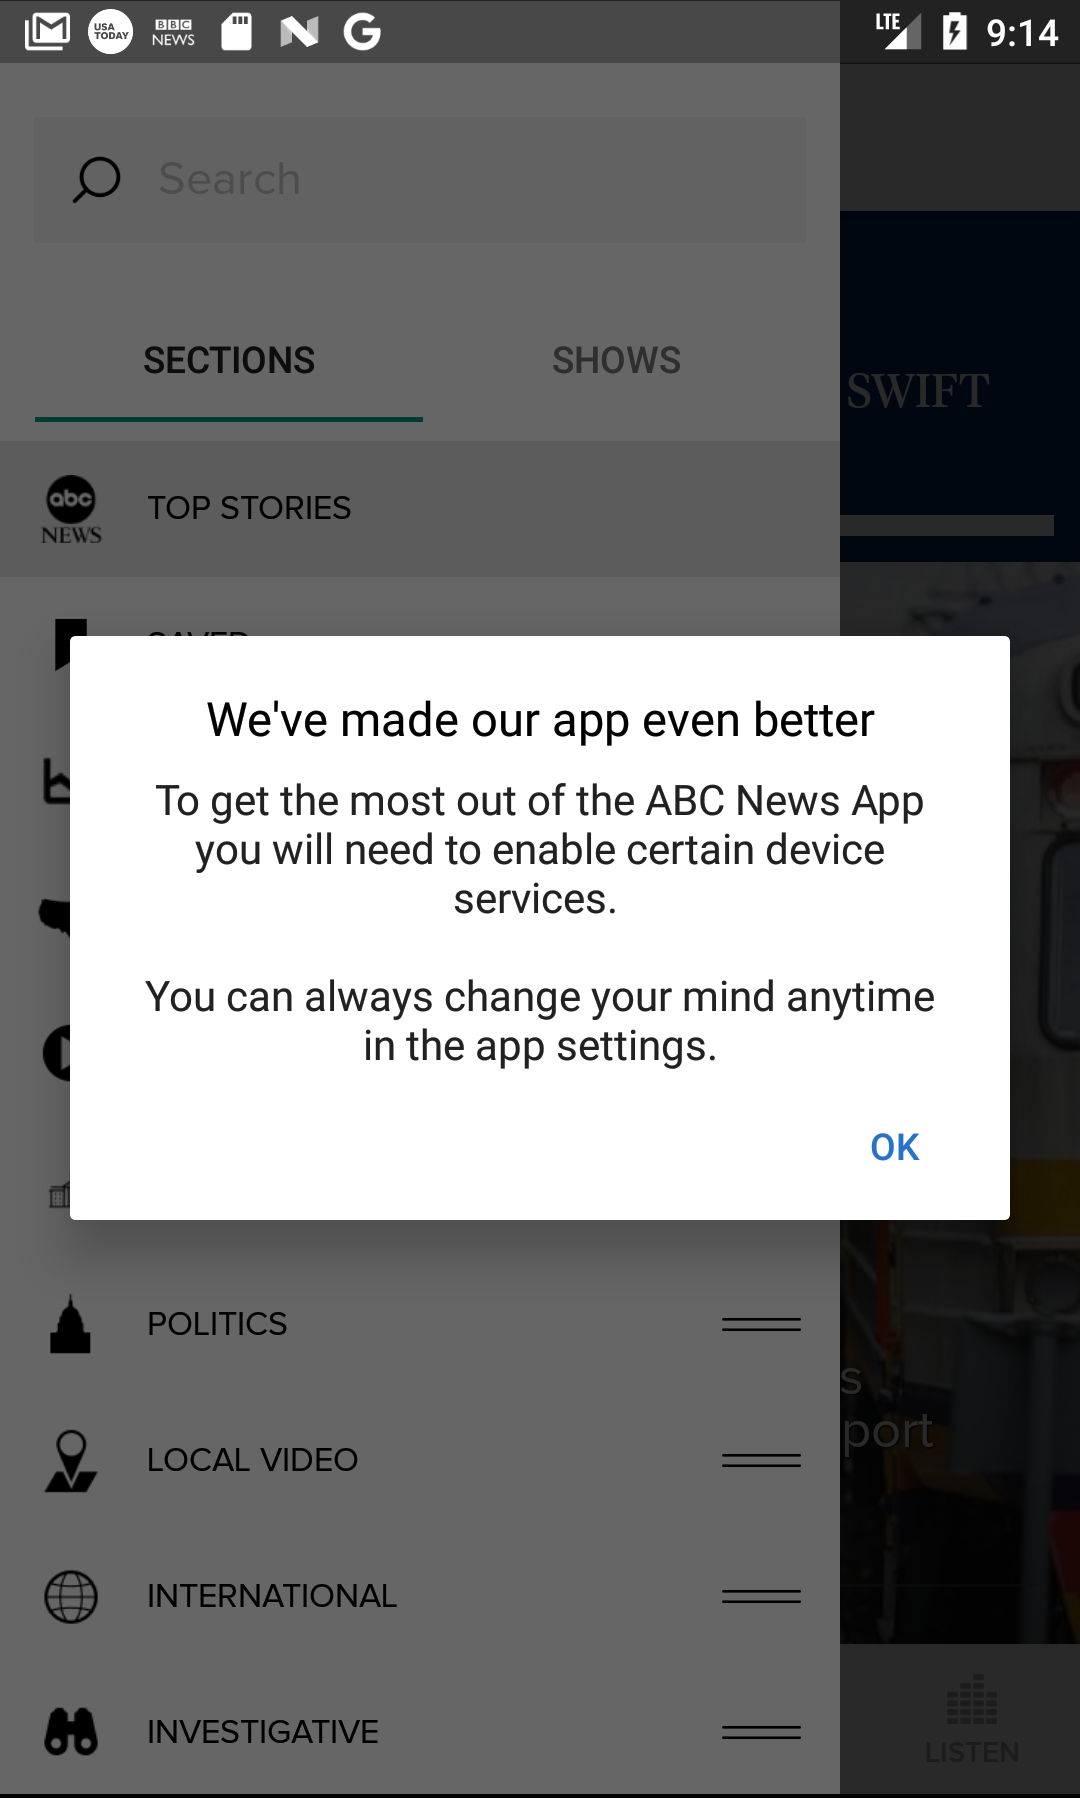 USA
TODAY
BBC
NEWS
LTE
9:14
Search
SECTIONS
SHOWS
SWIFT
abc
NEWS
TOP STORIES
SAVED
We've made our app even better
To get the most out of the ABC News App
you will need to enable certain device
services.
You can always change your mind anytime
in the app settings.
OK
POLITICS
s
port
LOCAL VIDEO
INTERNATIONAL
INVESTIGATIVE
LISTEN